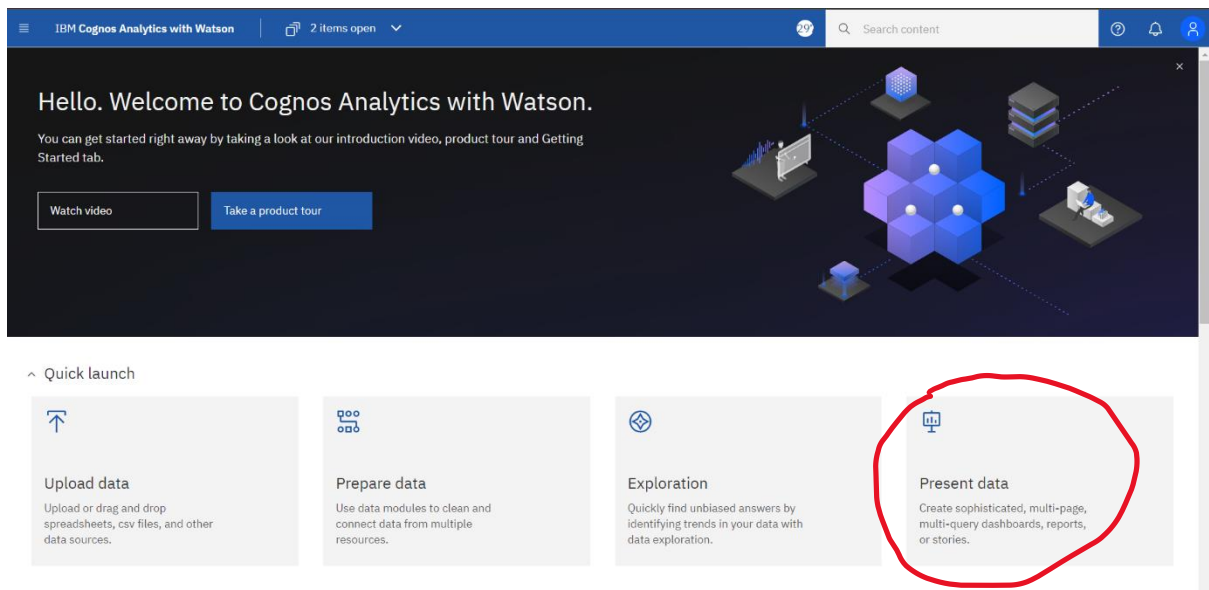 IBM Cognos Analytics with Watson
2 items open
29
Search content
Hello. Welcome to Cognos Analytics with Watson.
You can get started right away by taking a look at our introduction video, product tour and Getting
Started tab.
Watch video
Take a product tour
Quick launch
Upload data
Upload or drag and drop
spreadsheets, csv files, and other
data sources.
Prepare data
Use data modules to clean and
connect data from multiple
resources.
Exploration
Quickly find unbiased answers by
identifying trends in your data with
data exploration.
Present data
Create sophisticated, multi-page,
multi-query dashboards, reports,
or stories.